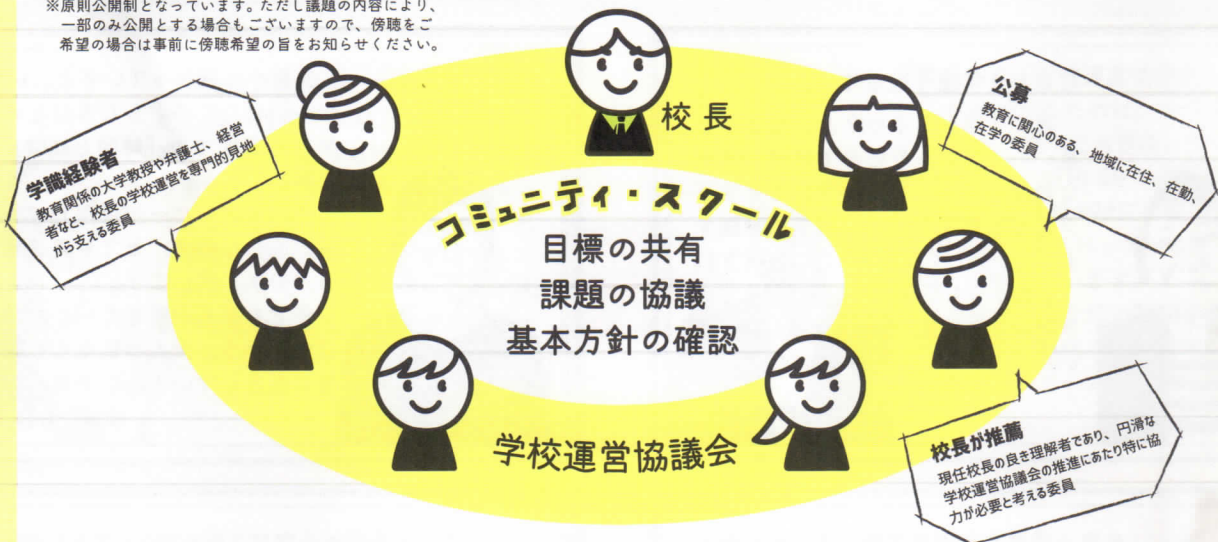 ※原則公開制となっています。ただし議題の内容により、
一部のみ公開とする場合もございますので、傍聴をご
希望の場合は事前に傍聴希望の旨をお知らせください。
校長
公募
教育に関心のある、地域に在住、在勤、
在学の委員
学識経験者
教育関係の大学教授や弁護士、経営
者など、校長の学校運営を専門的見地
から支える委員
コミュニティ・スクール
目標の共有
課題の協議
基本方針の確認
学校運営協議会
校長が推薦
現任校長の良き理解者であり、円滑な
学校運営協議会の推進にあたり特に協
力が必要と考える委員